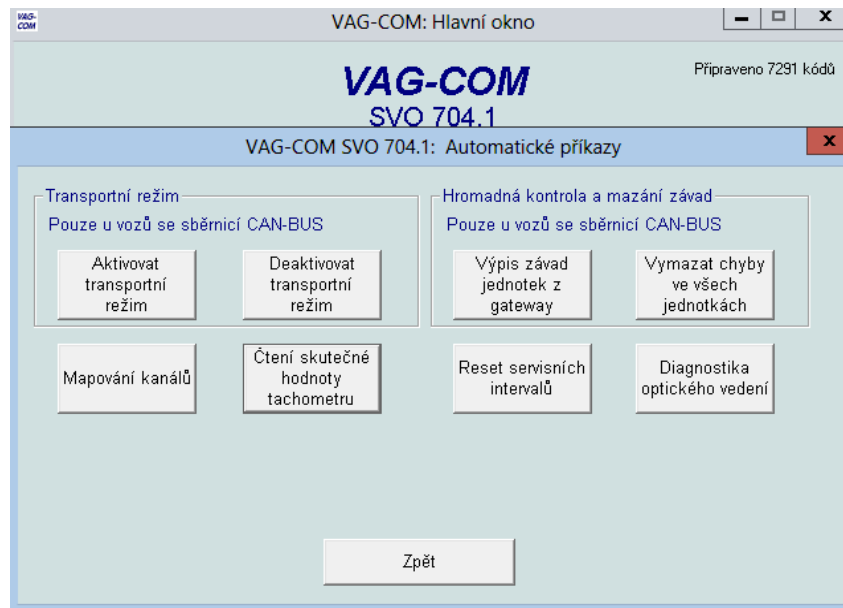 VAG-COM
VAG-COM: Hlavní okno
VAG-COM
Připraveno 7291 kódů
SVO 704.1
VAG-COM SVO 704.1: Automatické příkazy
Transportní režim
Pouze u vozů se sběrnicí CAN-BUS
Aktivovat
transportní
režim
Deaktivovat
transportní
režim
Hromadná kontrola a mazání závad
Pouze u vozů se sběrnicí CAN-BUS
Výpis závad
jednotek z
gateway
Vymazat chyby
ve všech
jednotkách
Mapování kanálů
Čtení skutečné
hodnoty
tachometru
Reset servisních
intervalů
Diagnostika
optického vedení
Zpět